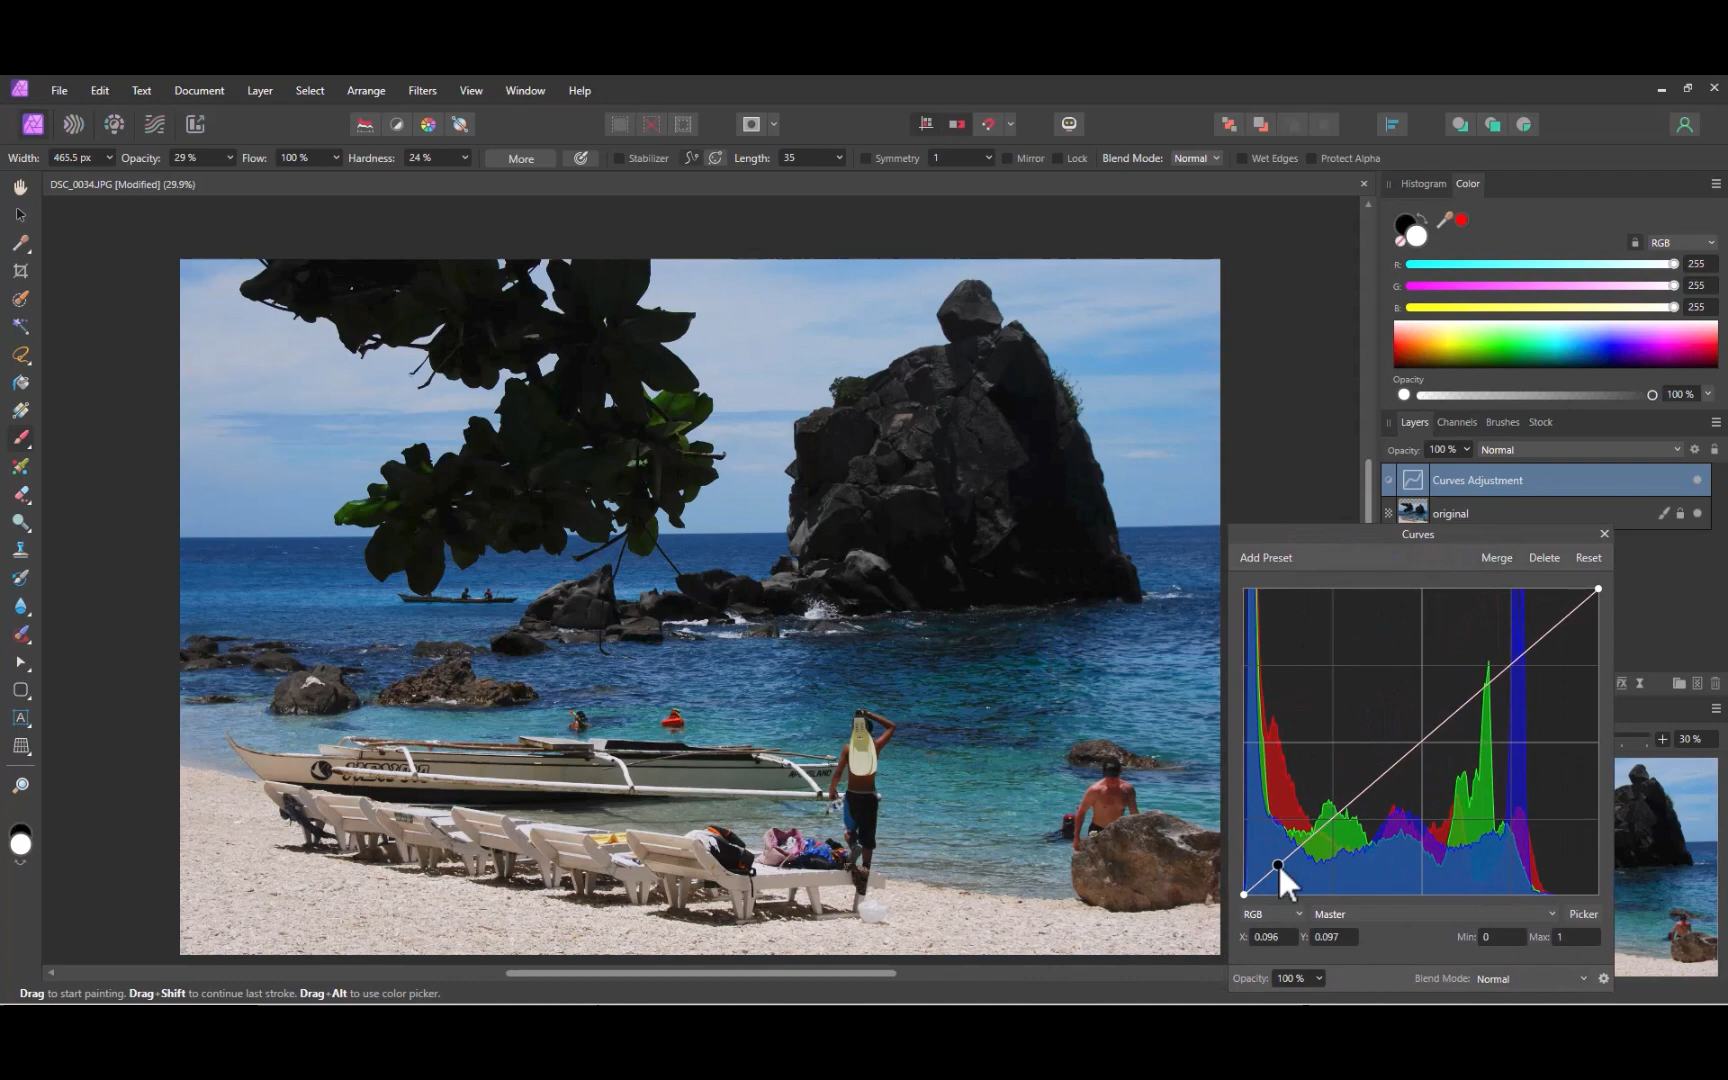 File Edit Text Document Layer Select Arrange Filters View Window Help
Width: 465.5 px Opacity: 29 % Flow: 100 % Hardness: 24 % More Stabilizer Length: 35 Symmetry 1 Mirror Lock Blend Mode: Normal Wet Edges Protect Alpha
DSC_0034.JPG [Modified] (29.9%)
Histogram Color
RGB
R: 255
G: 255
B: 255
Opacity
100 %
Layers Channels Brushes Stock
Opacity: 100 % Normal
Curves Adjustment
original
Curves
Add Preset Merge Delete Reset
30 %
RGB Master Picker
X: 0.096 Y: 0.097 Min: 0 Max: 1
Opacity: 100 % Blend Mode: Normal
Drag to start painting. Drag+Shift to continue last stroke. Drag+Alt to use color picker.